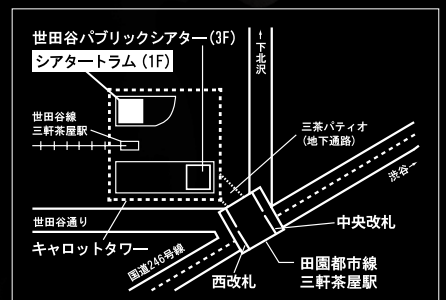 世田谷パブリックシアター(3F)
シアタートラム(1F)
↑下北沢
世田谷線
三軒茶屋駅
三茶パティオ
(地下通路)
渋谷→
世田谷通り
キャロットタワー
国道246号線
中央改札
西改札
田園都市線
三軒茶屋駅